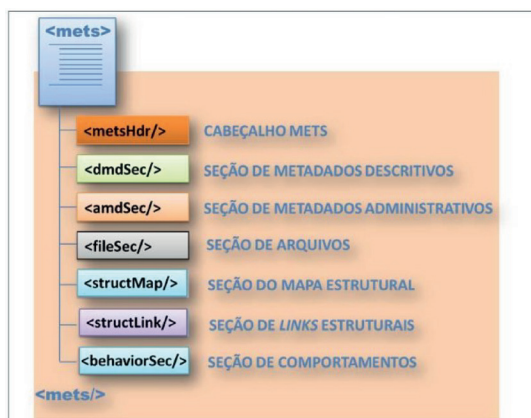 <mets>
<metsHdr/> CABEÇALHO METS
<dmdSec/> SEÇÃO DE METADADOS DESCRITIVOS
<amdSec/> SEÇÃO DE METADADOS ADMINISTRATIVOS
<fileSec/> SEÇÃO DE ARQUIVOS
<structMap/> SEÇÃO DO MAPA ESTRUTURAL
<structLink/> SEÇÃO DE LINKS ESTRUTURAIS
<behaviorSec/> SEÇÃO DE COMPORTAMENTOS
<mets/>